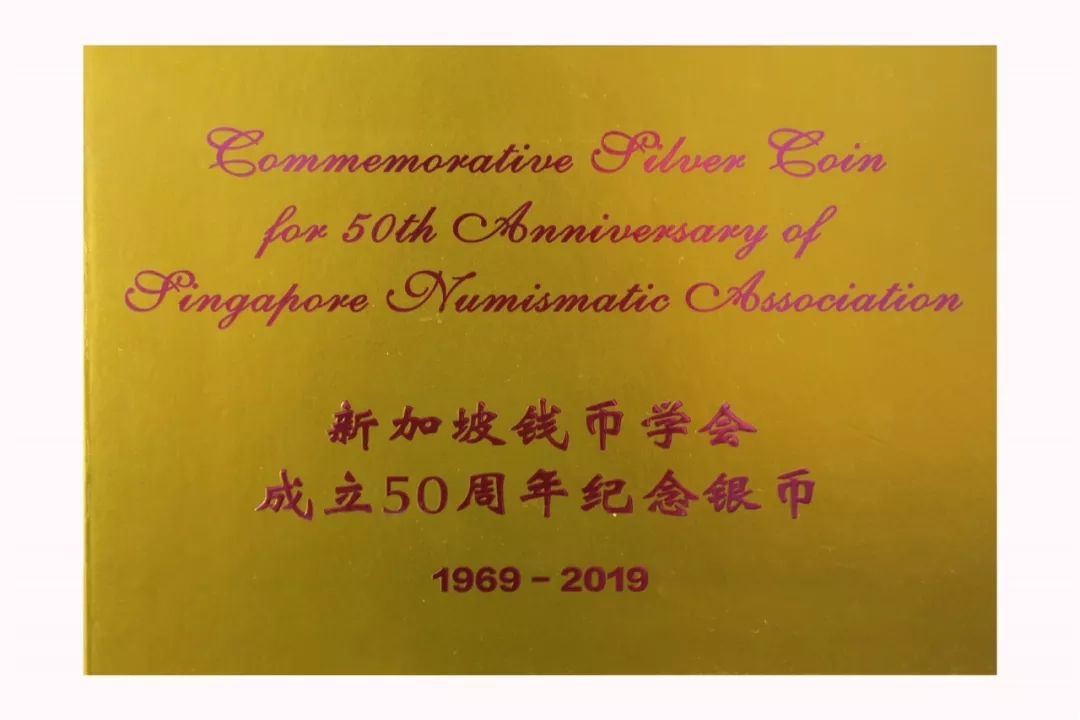 Commemorative Silver Coin
for 50th Anniversary of
Singapore Numismatic Association
新加坡钱币学会
成立50周年纪念银币
1969-2019